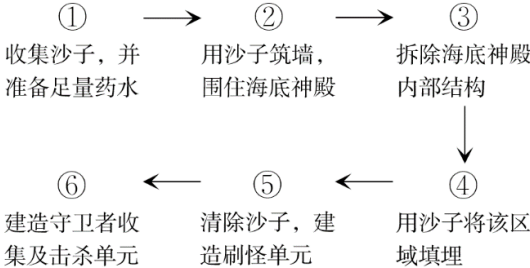 ①
收集沙子，并
准备足量药水
②
用沙子筑墙，
围住海底神殿
③
拆除海底神殿
内部结构
④
用沙子将该区
域填埋
⑤
清除沙子，建
造刷怪单元
⑥
建造守卫者收
集及击杀单元